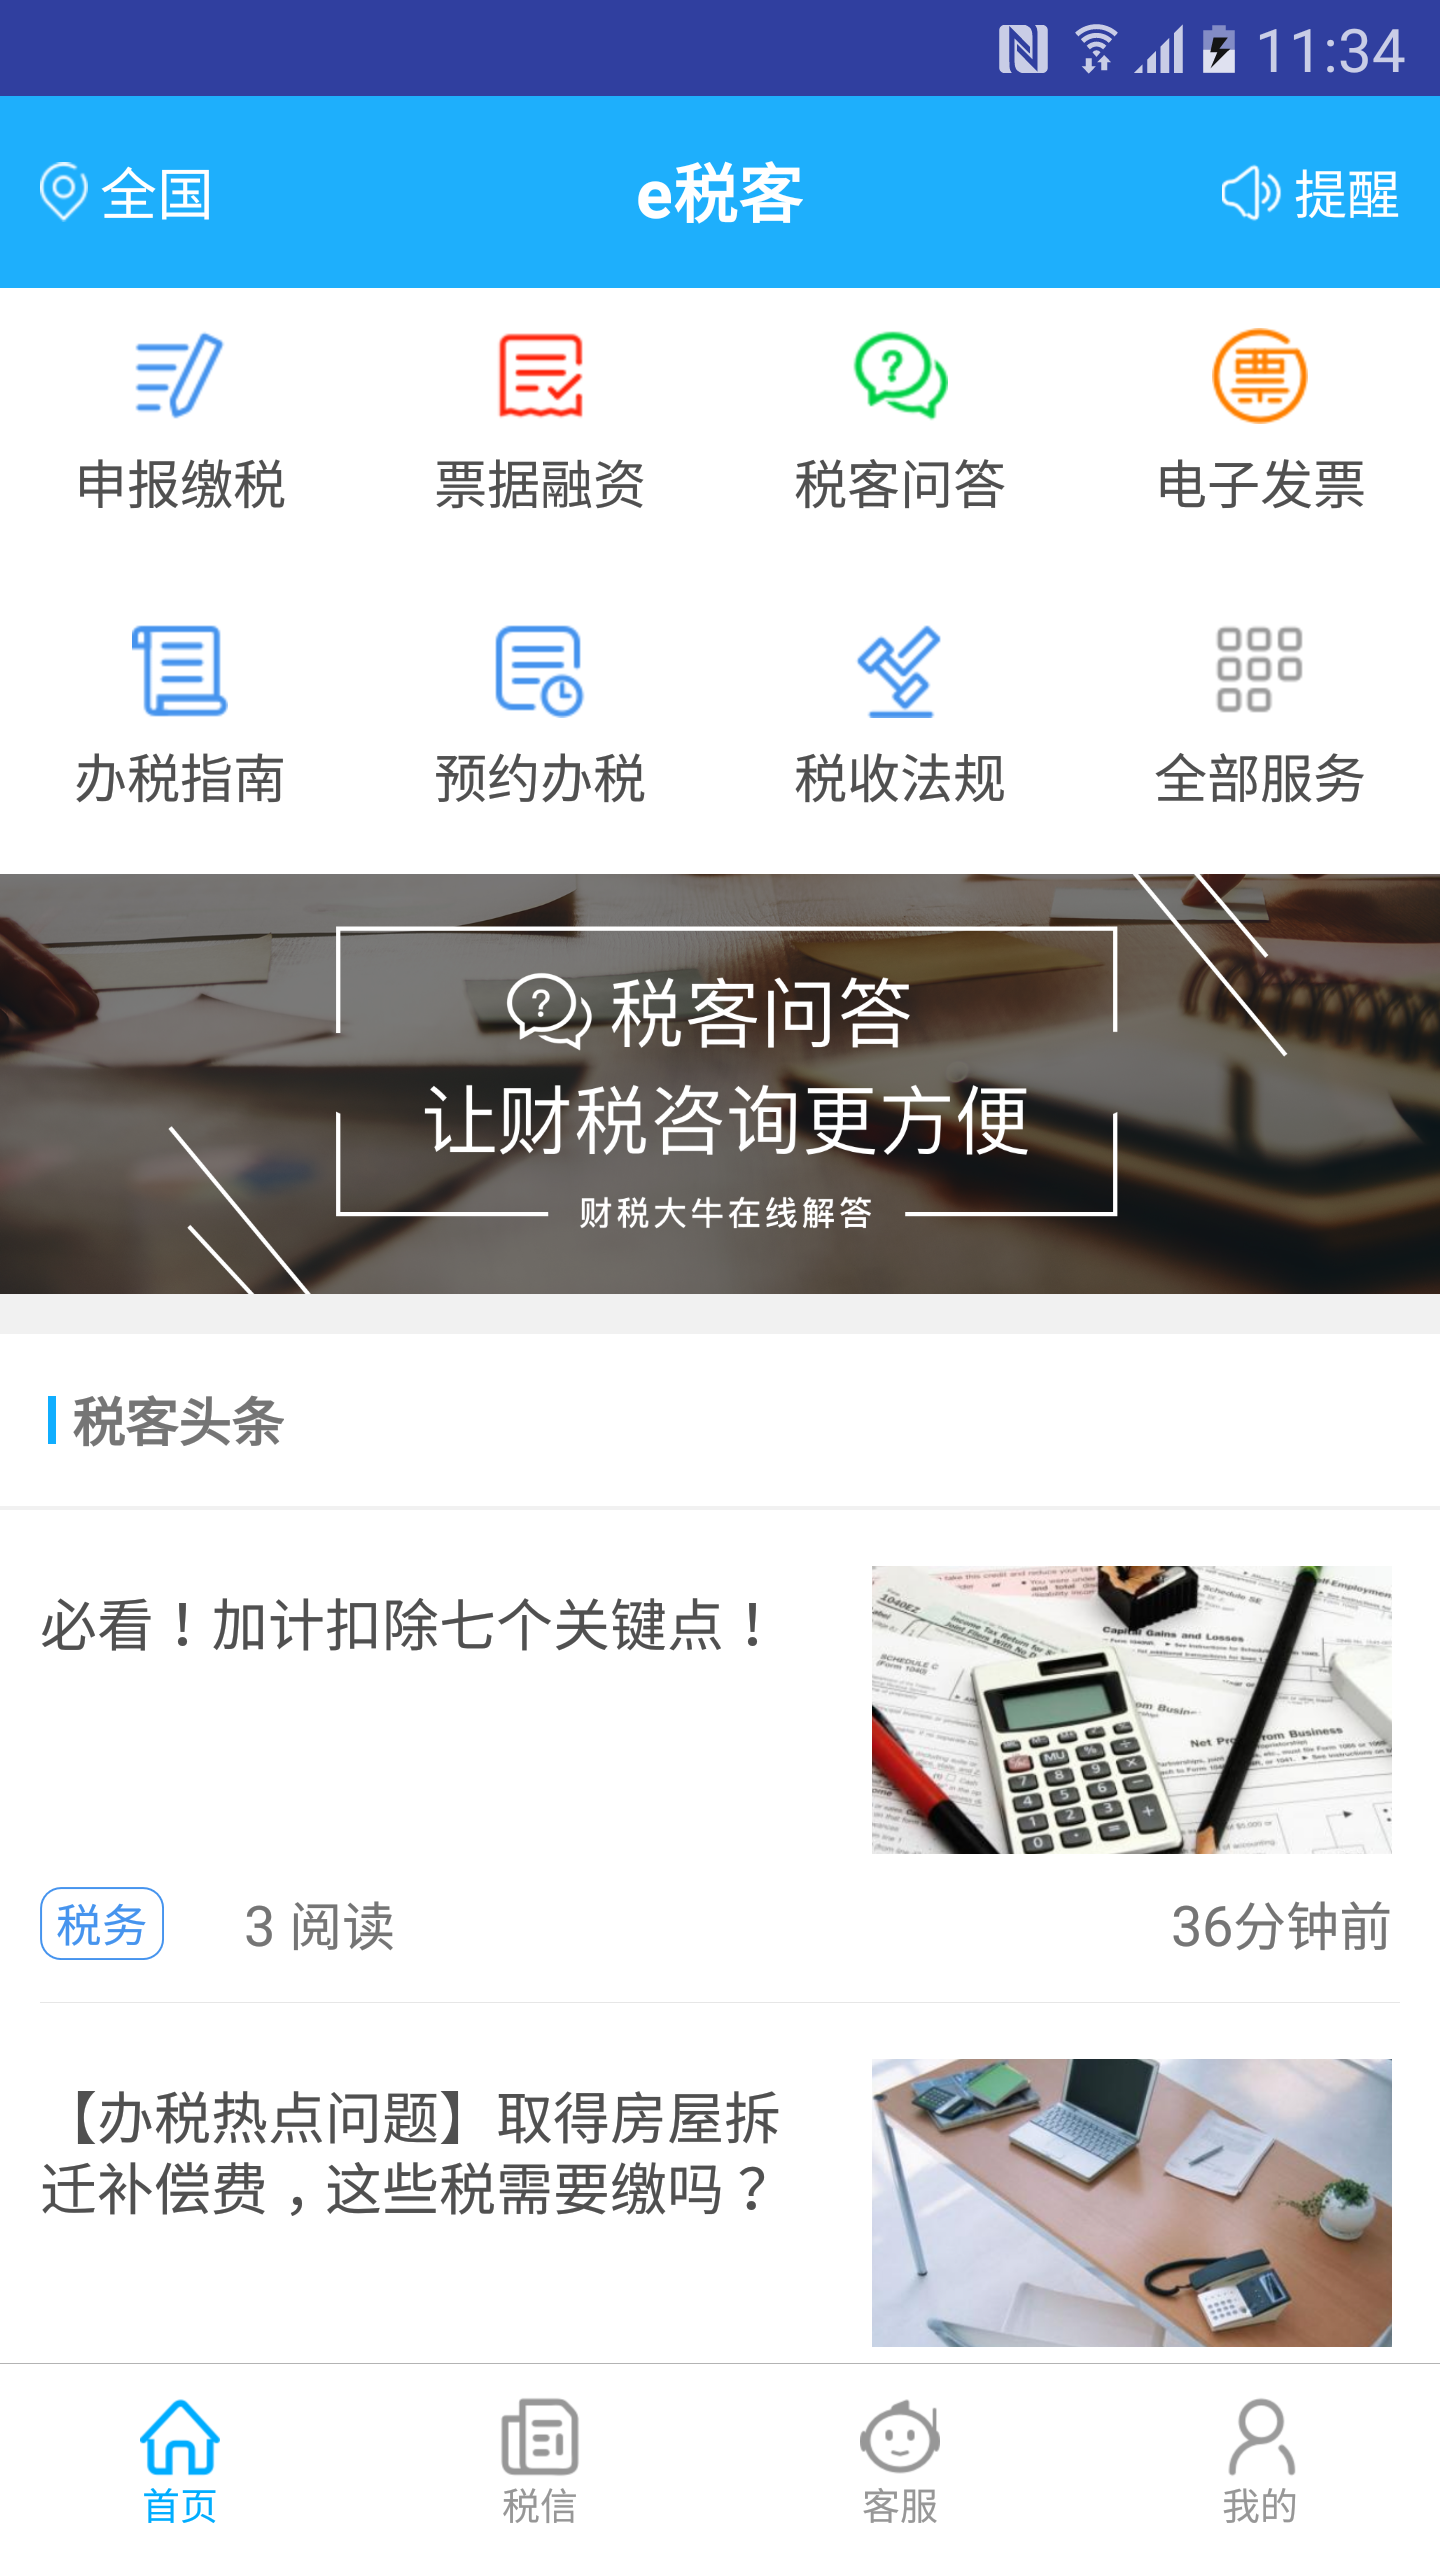 11:34
全国
e税客
提醒
申报缴税
票据融资
税客问答
电子发票
办税指南
预约办税
税收法规
全部服务
税客问答
让财税咨询更方便
财税大牛在线解答
税客头条
必看！加计扣除七个关键点！
税务
3 阅读
36分钟前
【办税热点问题】取得房屋拆
迁补偿费，这些税需要缴吗？
首页
税信
客服
我的